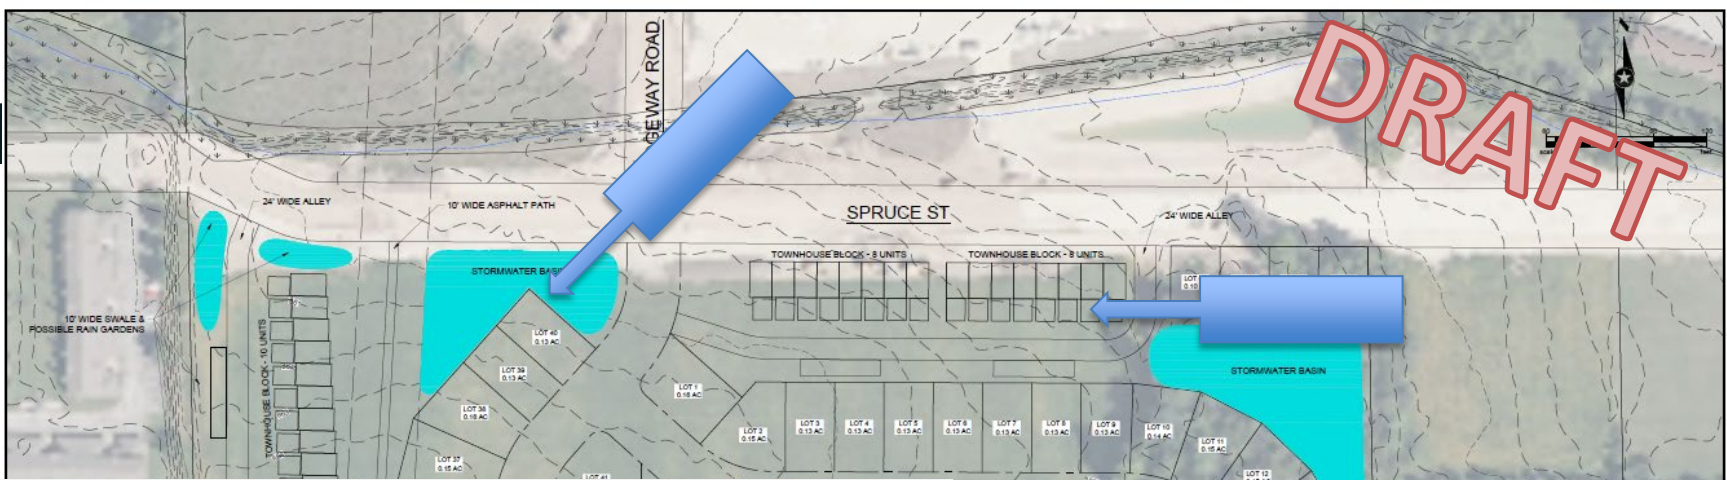 DRAFT
GEWAY ROAD
24' WIDE ALLEY
10' WIDE ASPHALT PATH
SPRUCE ST
24' WIDE ALLEY
TOWNHOUSE BLOCK - 8 UNITS
TOWNHOUSE BLOCK - 8 UNITS
STORMWATER
LOT
0.10
10' WIDE SWALE &
POSSIBLE RAIN GARDENS
TOWNHOUSE BLOCK - 10 UNITS
LOT 40
0.13 AC
LOT 39
0.13 AC
LOT 38
0.16 AC
LOT 37
0.15 AC
LOT 41
LOT 1
0.16 AC
LOT 2
0.15 AC
LOT 3
0.13 AC
LOT 4
0.13 AC
LOT 5
0.13 AC
LOT 6
0.13 AC
LOT 7
0.13 AC
LOT 8
0.13 AC
LOT 9
0.13 AC
LOT 10
0.14 AC
LOT 11
0.15 AC
LOT 12
STORMWATER BASIN